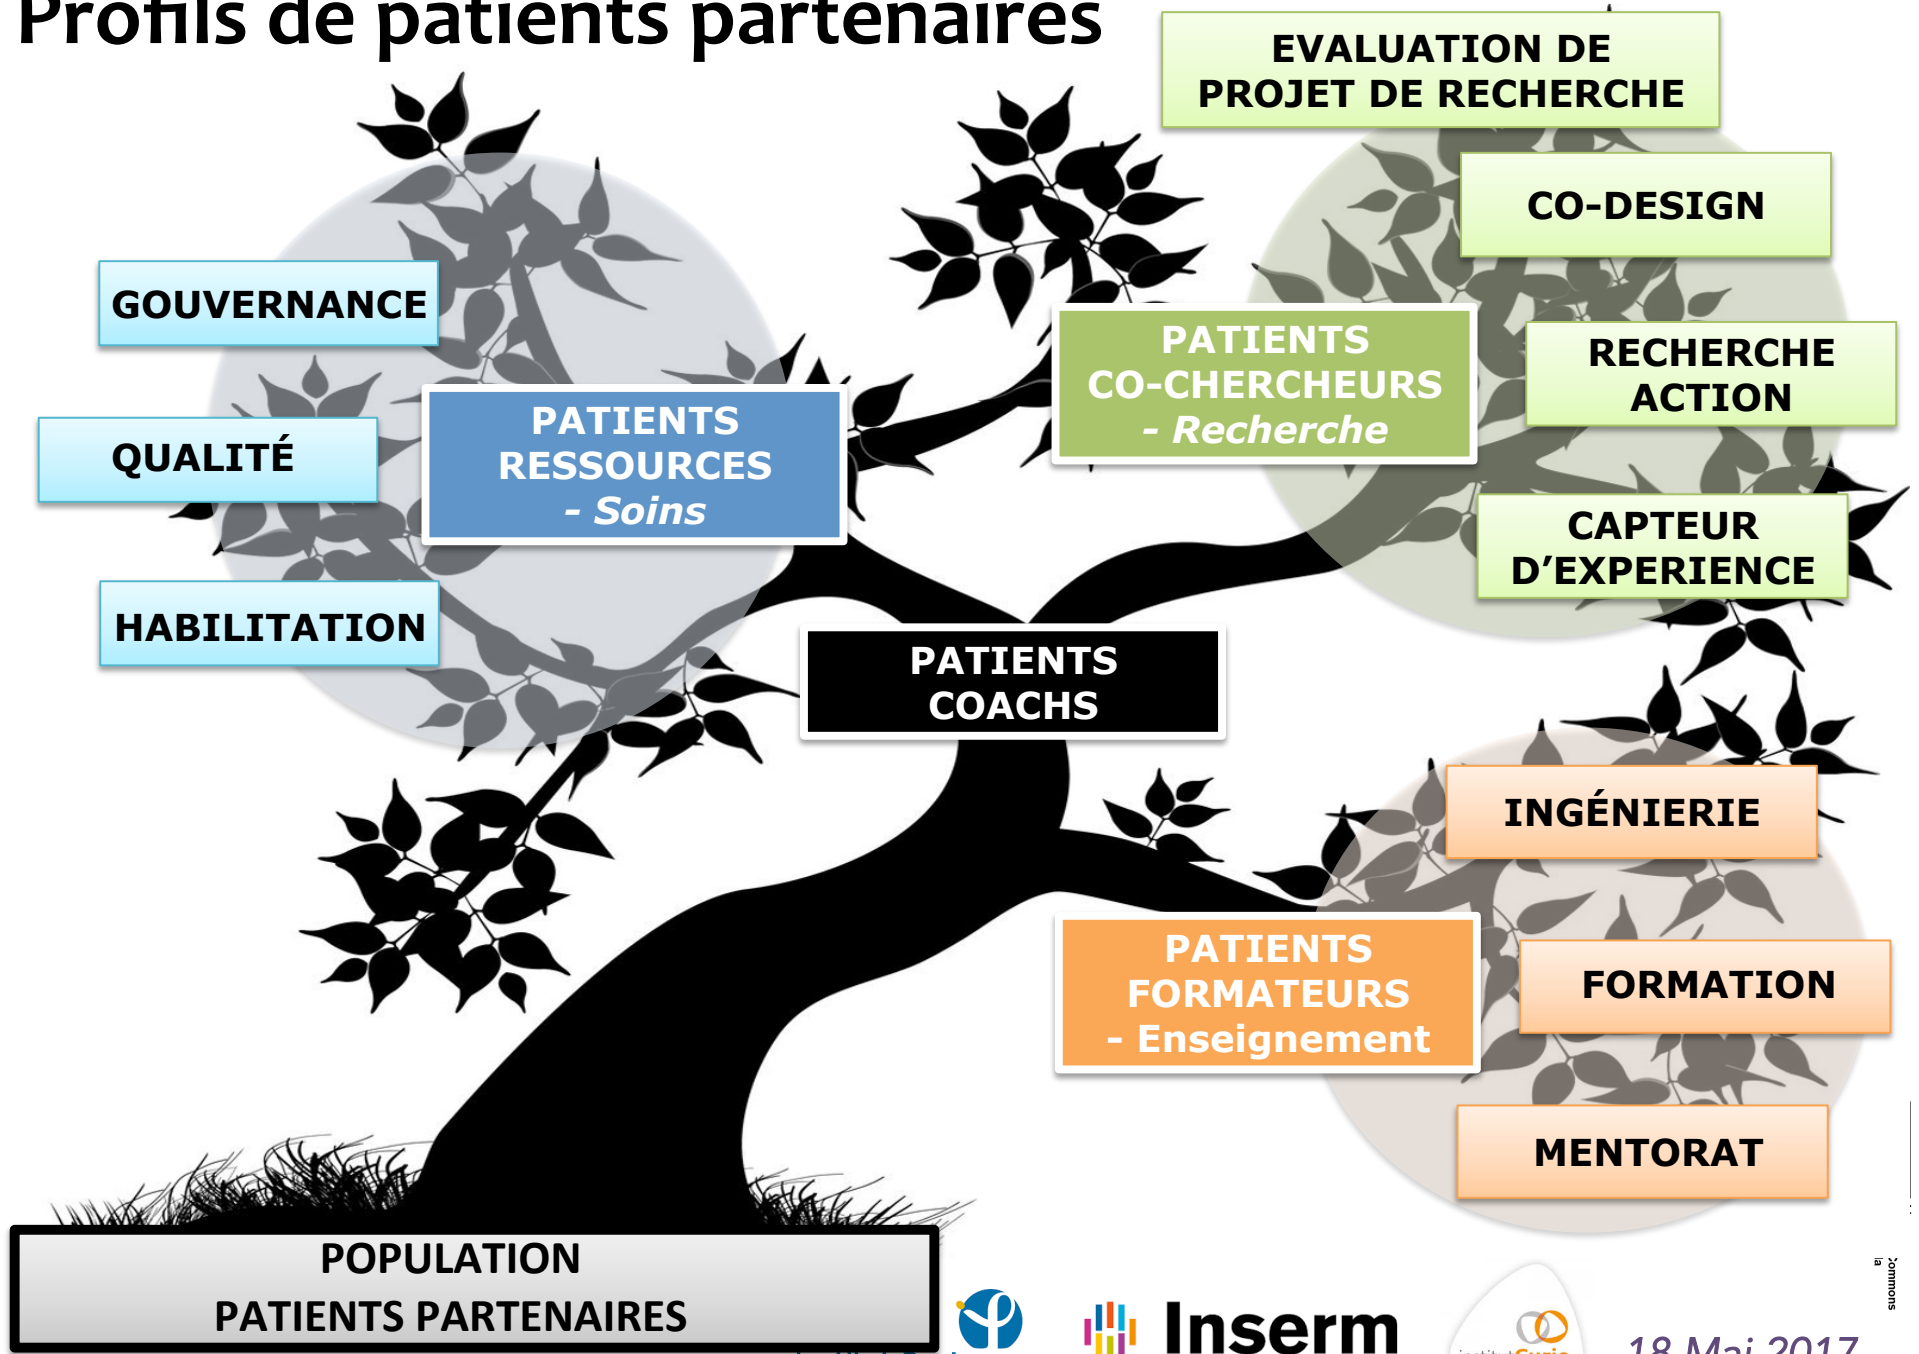 Profils de patients partenaires
EVALUATION DE
PROJET DE RECHERCHE
CO-DESIGN
GOUVERNANCE
PATIENTS
CO-CHERCHEURS
- Recherche
RECHERCHE
ACTION
QUALITÉ
PATIENTS
RESSOURCES
- Soins
CAPTEUR
D’EXPERIENCE
HABILITATION
PATIENTS
COACHS
INGÉNIERIE
PATIENTS
FORMATEURS
- Enseignement
FORMATION
MENTORAT
POPULATION
PATIENTS PARTENAIRES
Inserm
institutCurie
18 Mai 2017